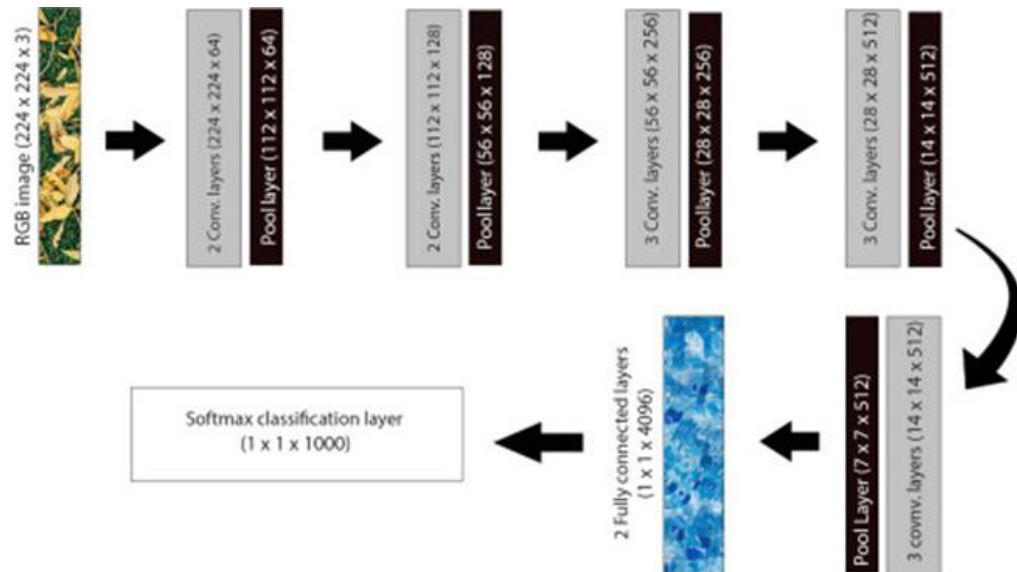 RGB image (224 x 224 x 3)
2 Conv. layers (224 x 224 x 64)
Pool layer (112 x 112 x 64)
2 Conv. layers (112 x 112 x 128)
Pool layer (56 x 56 x 128)
3 Conv. layers (56 x 56 x 256)
Poollayer (28 x 28 x 256)
3 Conv. layers (28 x 28 x 512)
Pool layer (14 x 14 x 512)
3 covnv. layers (14 x 14 x 512)
Pool Layer (7 x 7 x 512)
2 Fully connected layers
(1 x 1 x 4096)
Softmax classification layer
(1 x 1 x 1000)